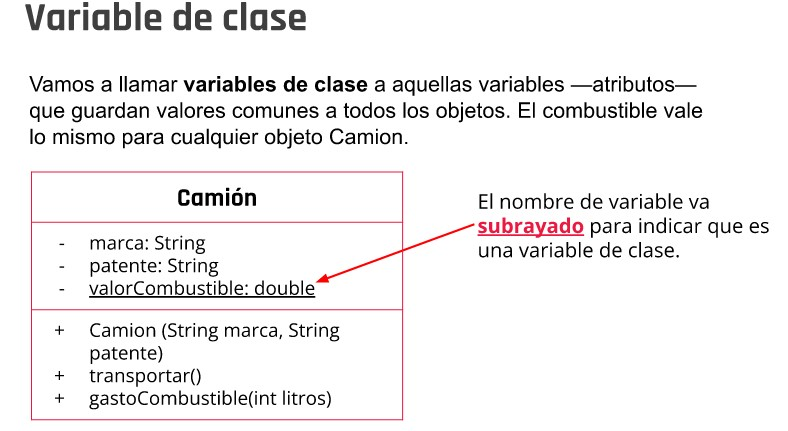 Variable de clase
Vamos a llamar variables de clase a aquellas variables —atributos—
que guardan valores comunes a todos los objetos. El combustible vale
lo mismo para cualquier objeto Camion.
Camión
- marca: String
- patente: String
- valorCombustible: double
+ Camion (String marca, String
patente)
+ transportar()
+ gastoCombustible(int litros)
El nombre de variable va
subrayado para indicar que es
una variable de clase.